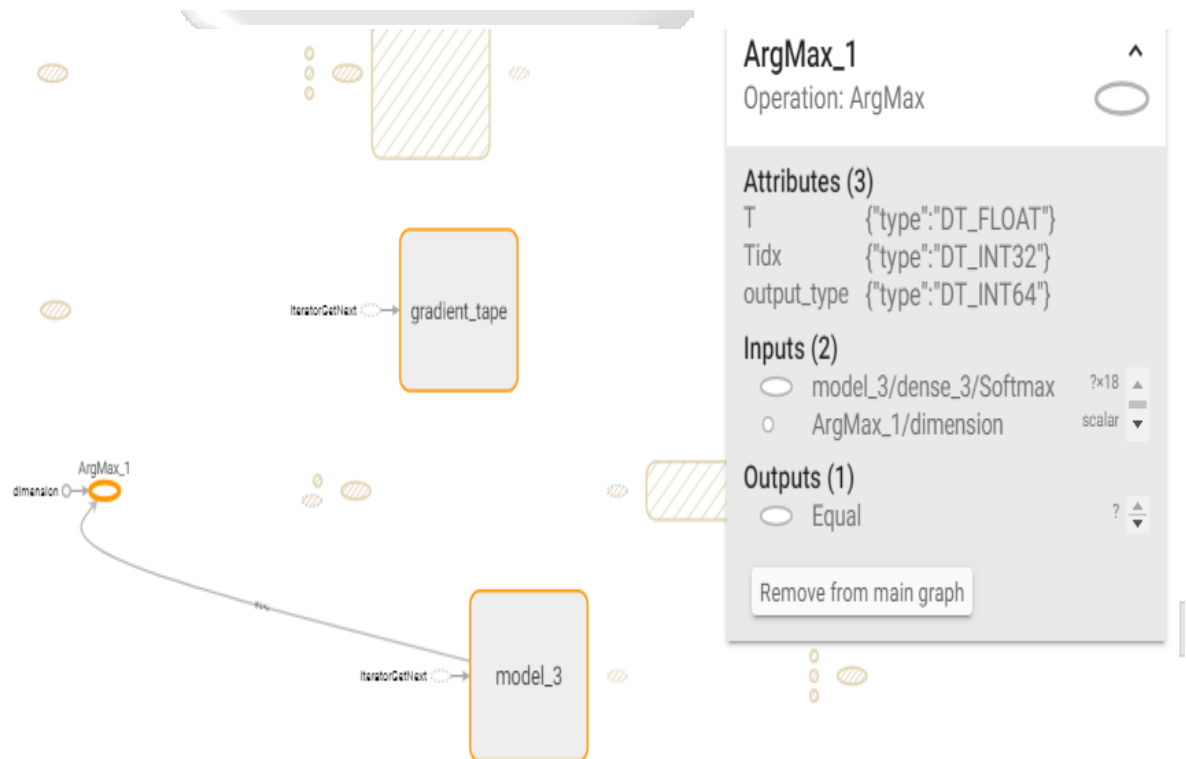 ArgMax_1
Operation: ArgMax
Attributes (3)
T {"type":"DT_FLOAT"}
Tidx {"type":"DT_INT32"}
output_type {"type":"DT_INT64"}
Inputs (2)
model_3/dense_3/Softmax ?×18
ArgMax_1/dimension scalar
Outputs (1)
Equal ?
Remove from main graph
IteratorGetNext
gradient_tape
ArgMax_1
dimension
IteratorGetNext
model_3